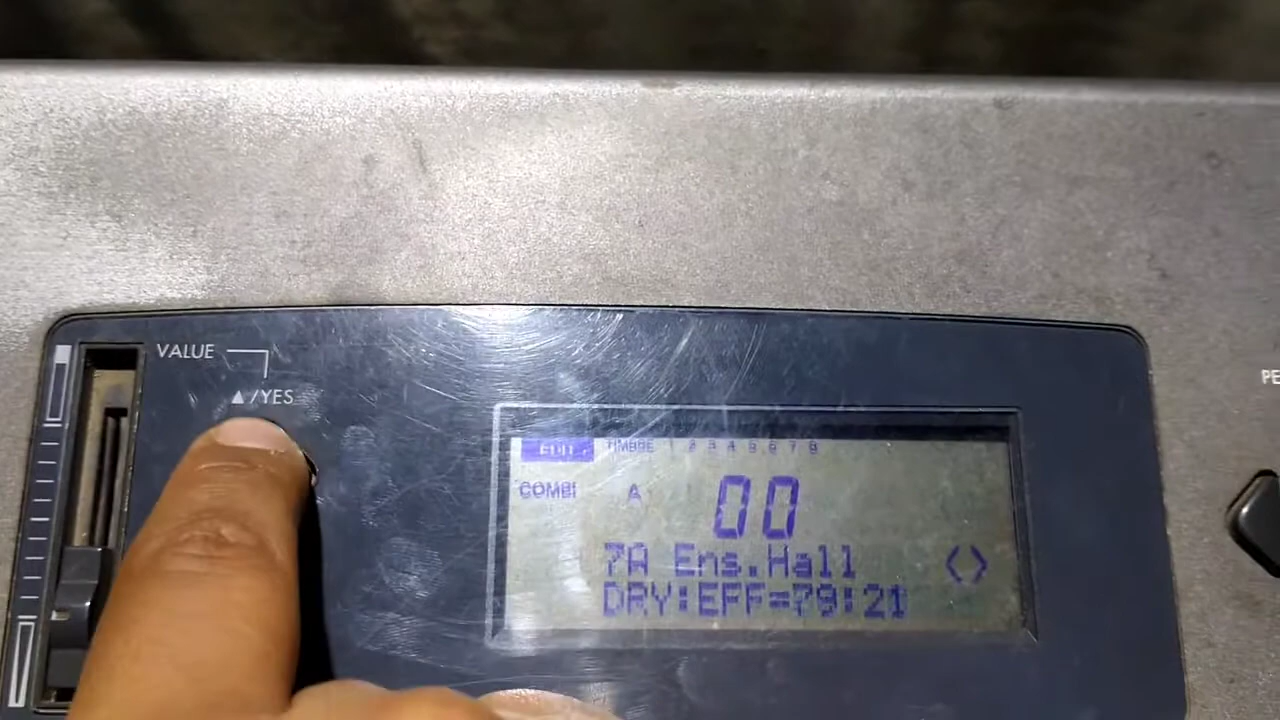 VALUE
▲/YES
PE
EDIT TIMBRE 1 2 3 4 5 6 7 8
COMBI A 00
7A Ens.Hall <>
DRY:EFF=79:21